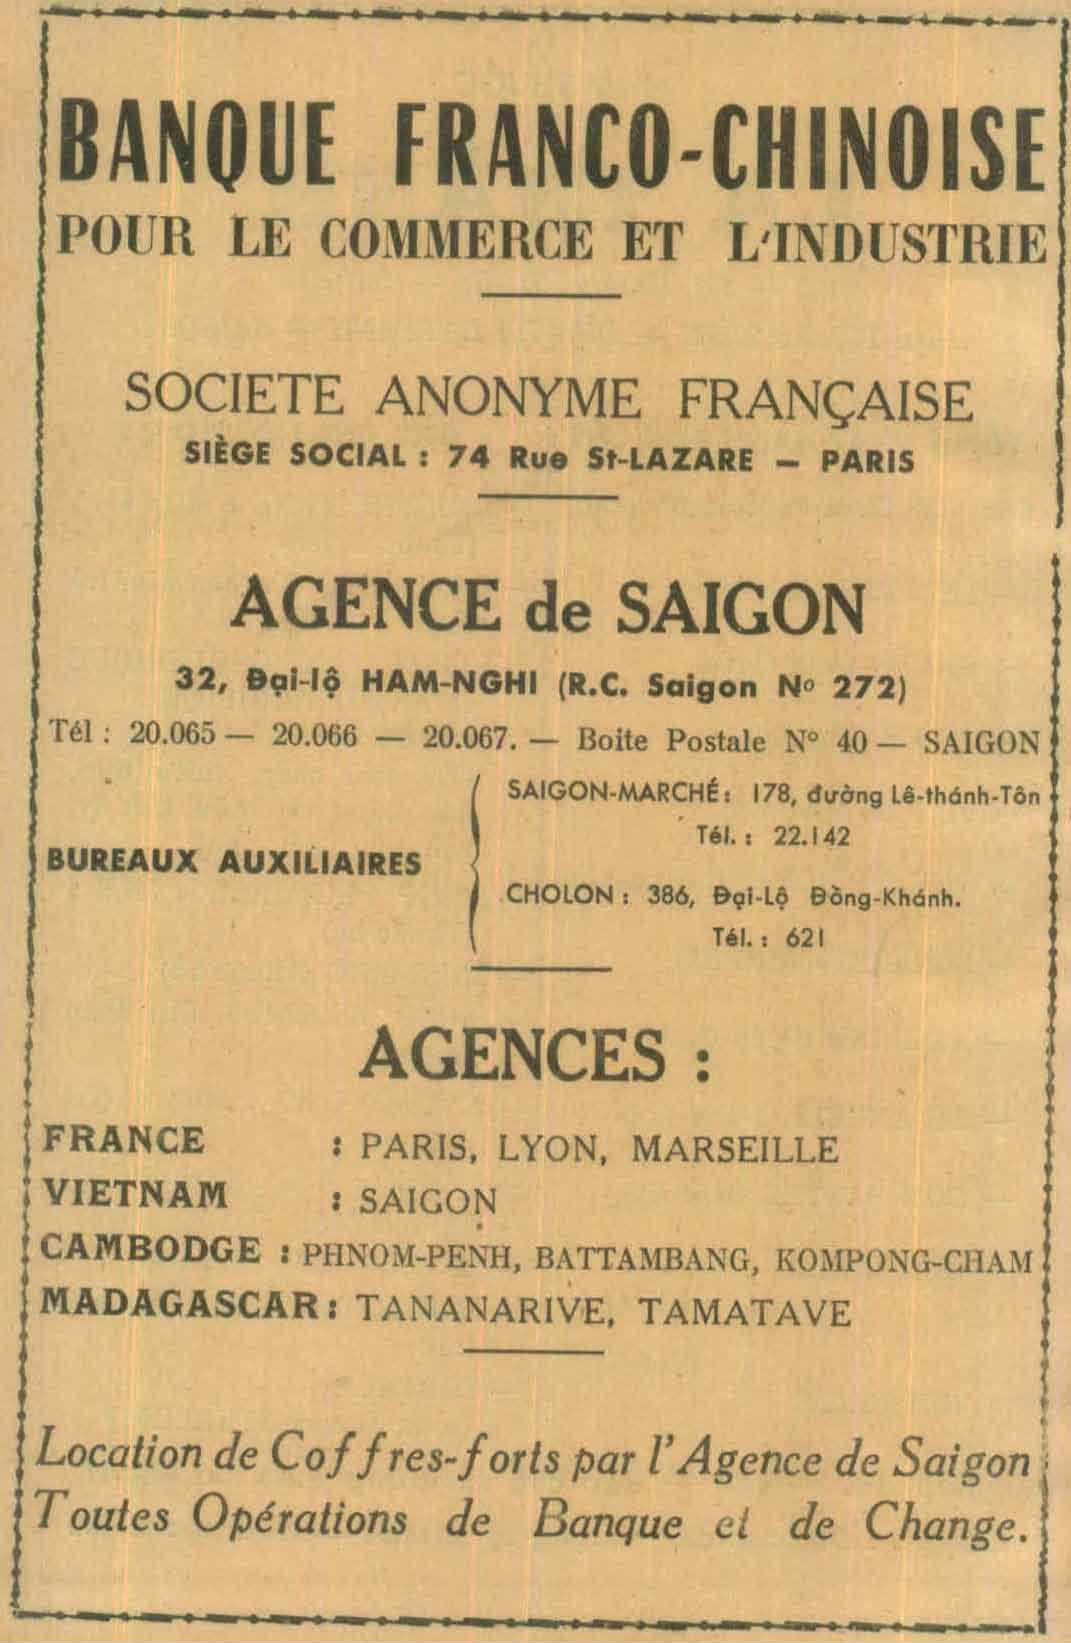 BANQUE FRANCO-CHINOISE
POUR LE COMMERCE ET L'INDUSTRIE
SOCIETE ANONYME FRANÇAISE
SIÈGE SOCIAL : 74 Rue St-LAZARE – PARIS
AGENCE de SAIGON
32, Đại-lộ HAM-NGHI (R.C. Saigon Nº 272)
Tél : 20.065 — 20.066 — 20.067. — Boite Postale N° 40 — SAIGON
BUREAUX AUXILIAIRES
SAIGON-MARCHÉ : 178, đường Lê-thánh-Tôn
Tél. : 22.142
CHOLON : 386, Đại-Lộ Đồng-Khánh.
Tél. : 621
AGENCES :
FRANCE : PARIS, LYON, MARSEILLE
VIETNAM : SAIGON
CAMBODGE : PHNOM-PENH, BATTAMBANG, KOMPONG-CHAM
MADAGASCAR : TANANARIVE, TAMATAVE
Location de Coffres-forts par l'Agence de Saigon
Toutes Opérations de Banque et de Change.